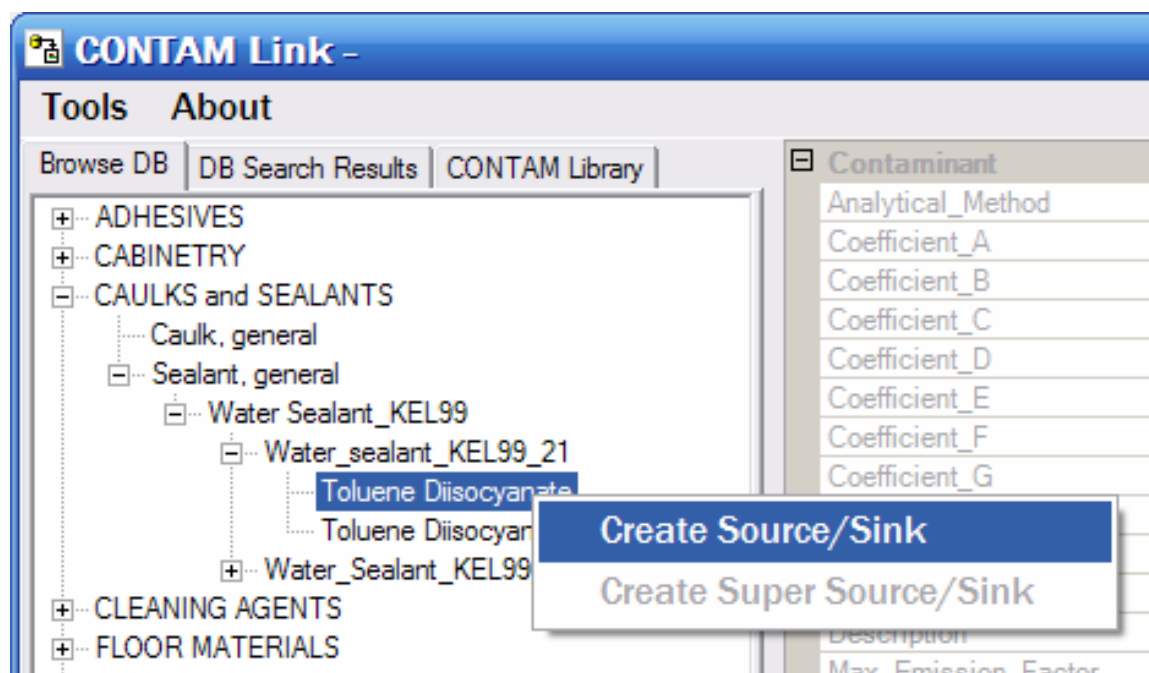 CONTAM Link -
Tools About
Browse DB DB Search Results CONTAM Library
ADHESIVES
CABINETRY
CAULKS and SEALANTS
Caulk, general
Sealant, general
Water Sealant_KEL99
Water_sealant_KEL99_21
Toluene Diisocyanate
Toluene Diisocyan
Water_Sealant_KEL99
CLEANING AGENTS
FLOOR MATERIALS
Create Source/Sink
Create Super Source/Sink
Contaminant
Analytical_Method
Coefficient_A
Coefficient_B
Coefficient_C
Coefficient_D
Coefficient_E
Coefficient_F
Coefficient_G
Description
Max_Emission_Factor